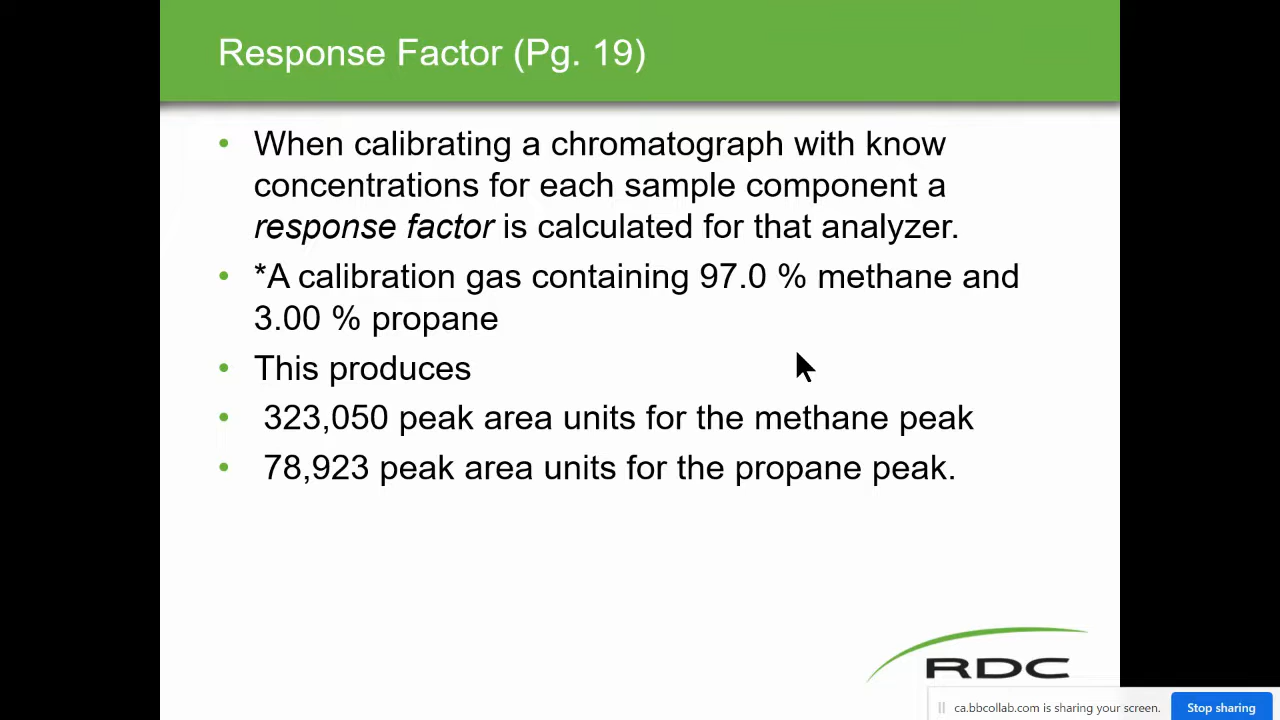 Response Factor (Pg. 19)
• When calibrating a chromatograph with know
concentrations for each sample component a
response factor is calculated for that analyzer.
• *A calibration gas containing 97.0 % methane and
3.00 % propane
• This produces
• 323,050 peak area units for the methane peak
• 78,923 peak area units for the propane peak.
RDC
ca.bbcollab.com is sharing your screen.
Stop sharing